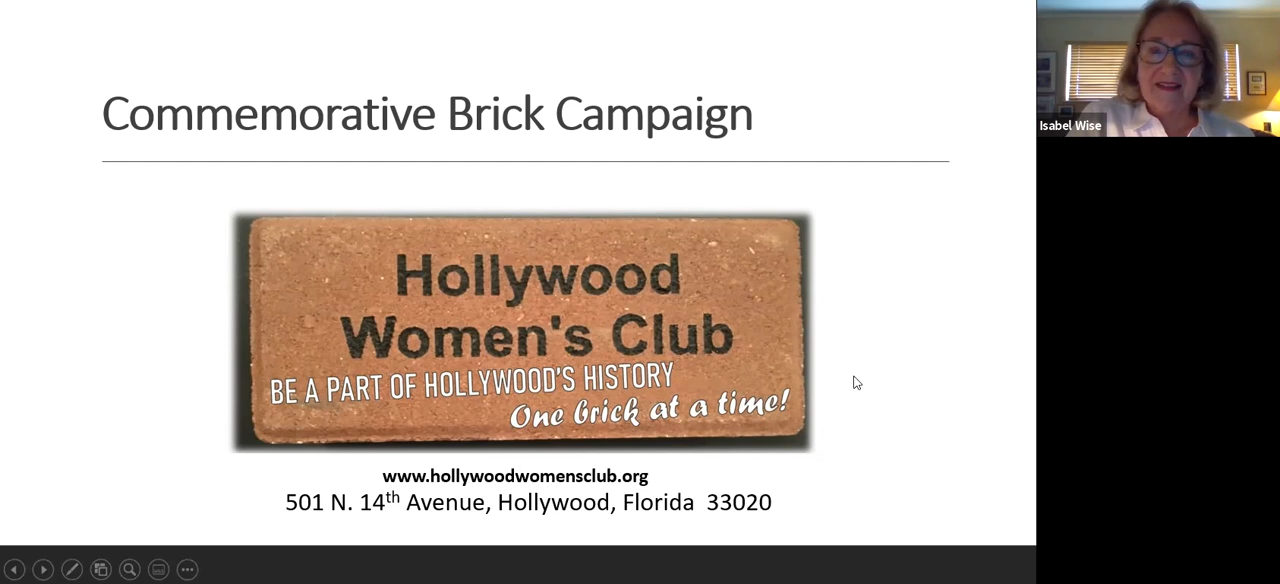 Commemorative Brick Campaign
Hollywood
Women's Club
BE A PART OF HOLLYWOOD'S HISTORY
One brick at a time!
www.hollywoodwomensclub.org
501 N. 14th Avenue, Hollywood, Florida 33020
Isabel Wise